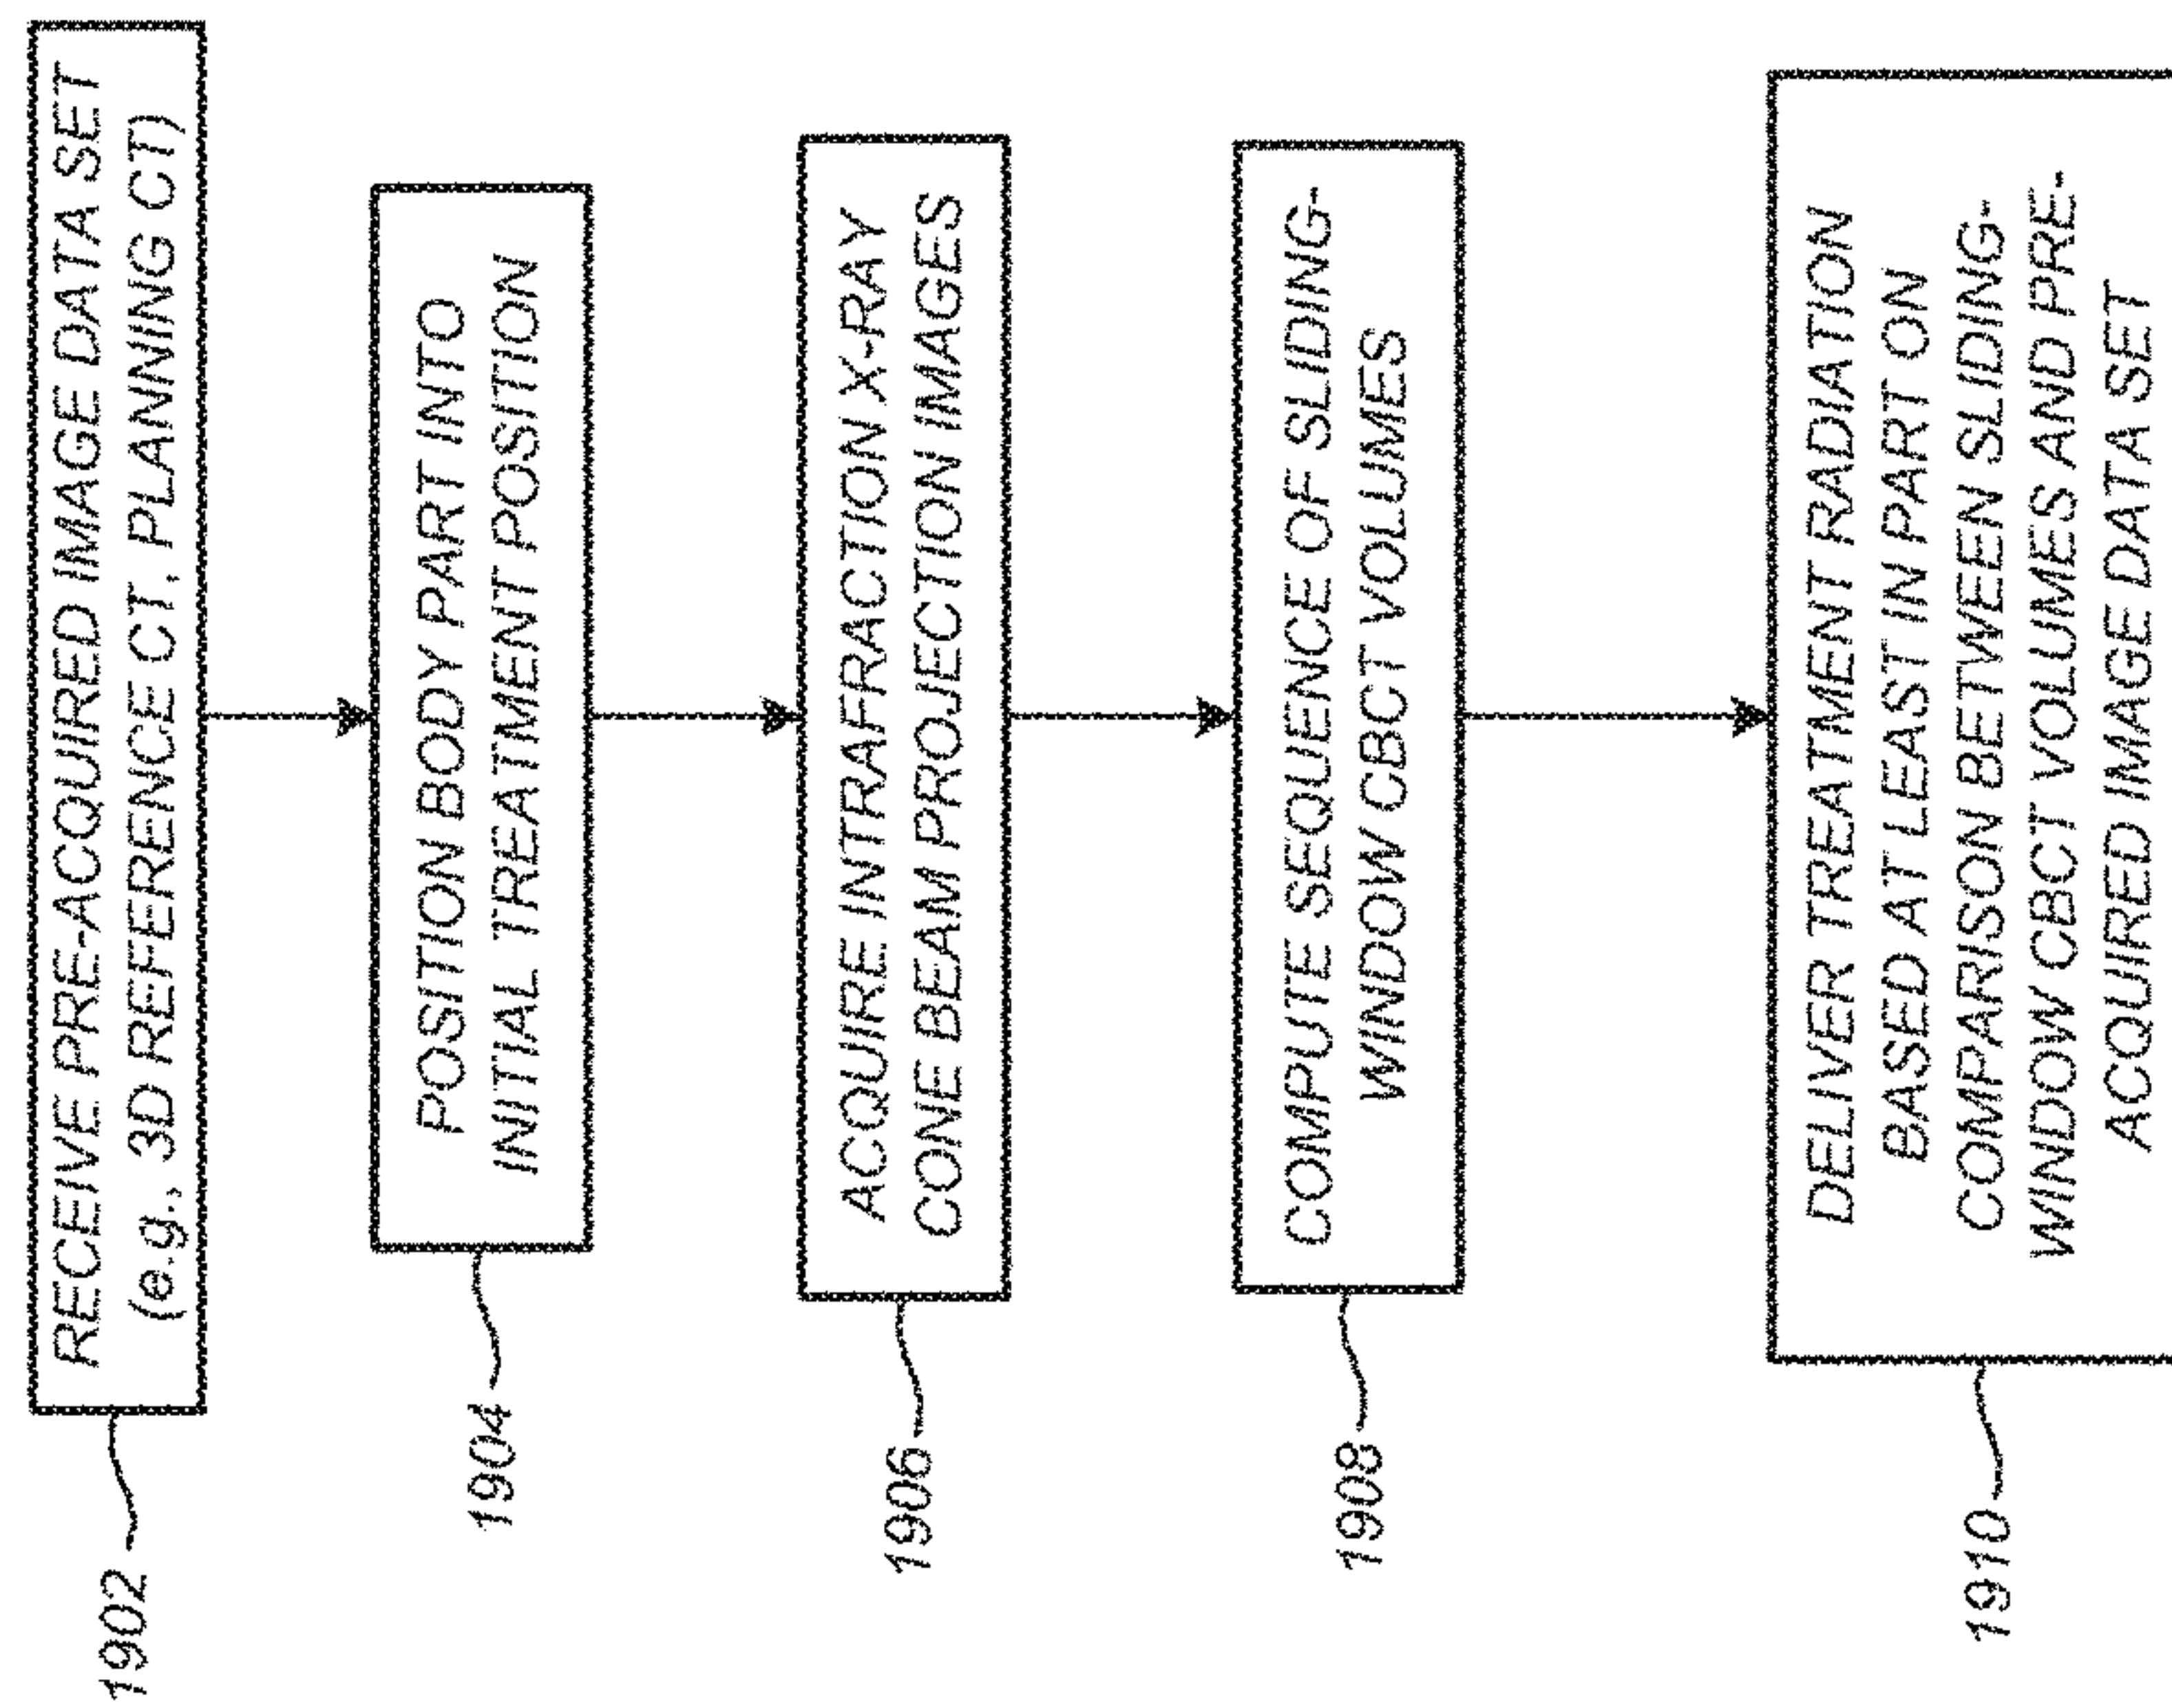 1902
RECEIVE PRE-ACQUIRED IMAGE DATA SET
(e.g., 3D REFERENCE CT, PLANNING CT)
1904
POSITION BODY PART INTO
INITIAL TREATMENT POSITION
1906
ACQUIRE INTRAFRACTION X-RAY
CONE BEAM PROJECTION IMAGES
1908
COMPUTE SEQUENCE OF SLIDING-
WINDOW CBCT VOLUMES
1910
DELIVER TREATMENT RADIATION
BASED AT LEAST IN PART ON
COMPARISON BETWEEN SLIDING-
WINDOW CBCT VOLUMES AND PRE-
ACQUIRED IMAGE DATA SET